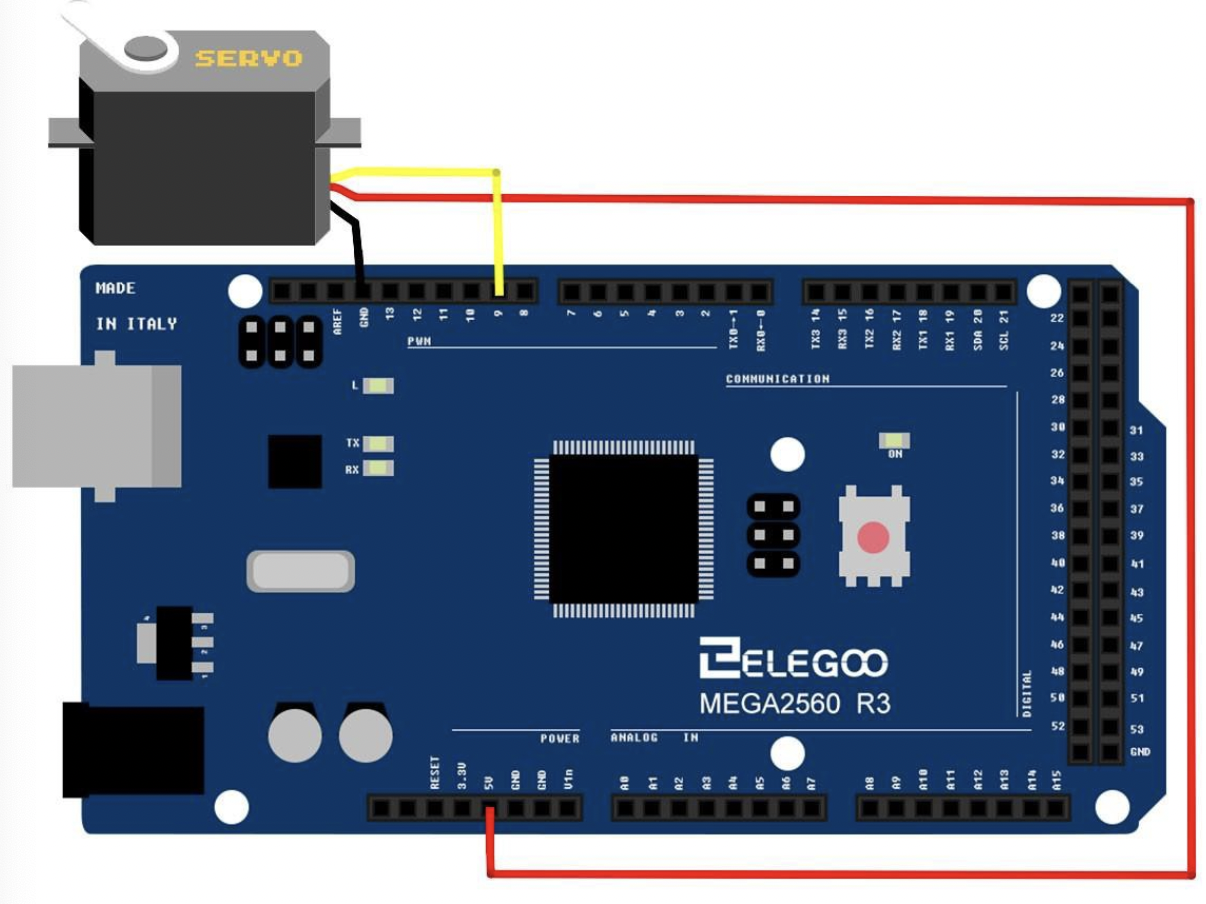 SERVO
MADE
IN ITALY
AREF
GND
13
12
11
10
9
8
7
6
5
4
3
2
TX0→1
RX0←0
TX3 14
RX3 15
TX2 16
RX2 17
TX1 18
RX1 19
SDA 20
SCL 21
PWM
COMMUNICATION
L
TX
RX
ON
22
24
26
28
30
31
32
33
34
35
36
37
38
39
40
41
42
43
44
45
46
47
48
49
50
51
52
53
GND
DIGITAL
4
3
2
1
ELEGOO
MEGA2560 R3
POWER
ANALOG IN
RESET
3.3V
5V
GND
GND
Vin
A0
A1
A2
A3
A4
A5
A6
A7
A8
A9
A10
A11
A12
A13
A14
A15